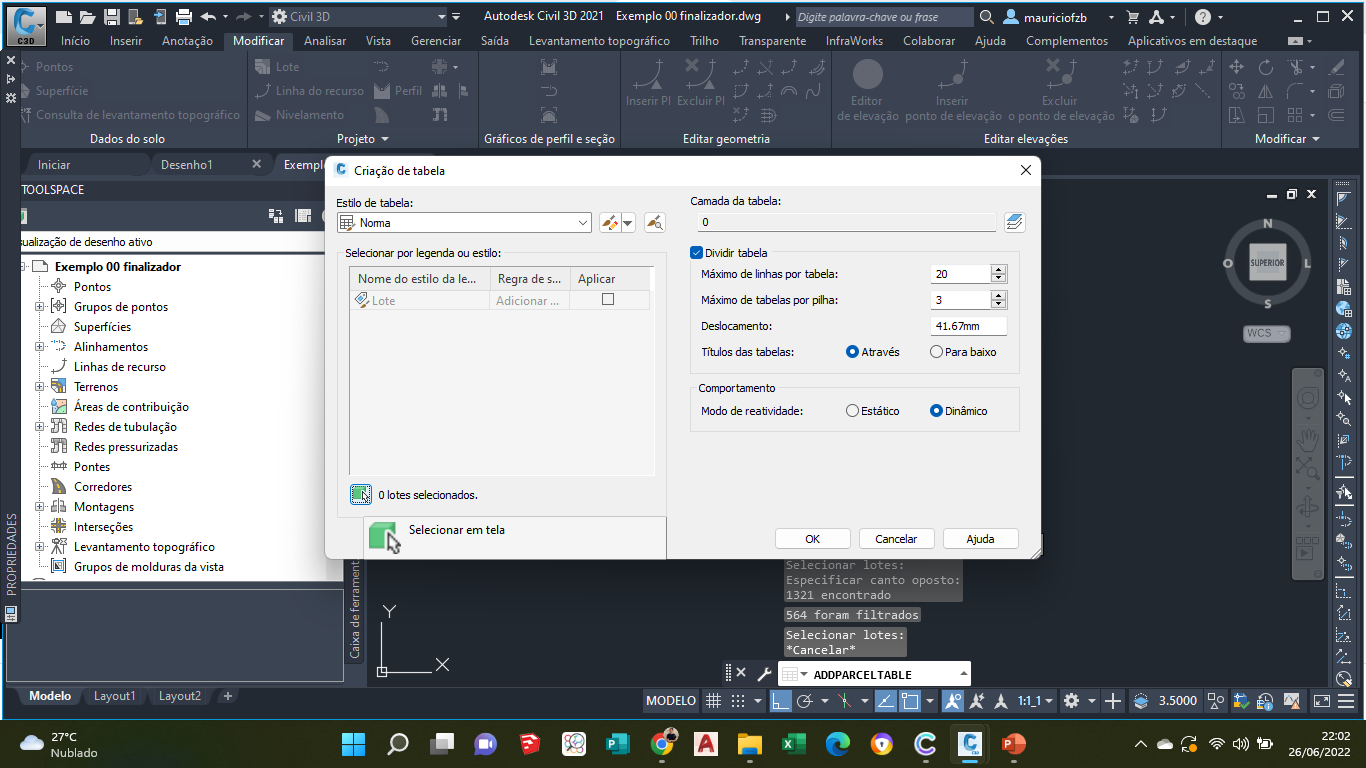 C3D
Civil 3D
Autodesk Civil 3D 2021 Exemplo 00 finalizador.dwg
Digite palavra-chave ou frase
mauriciofzb
Início Inserir Anotação Modificar Analisar Vista Gerenciar Saída Levantamento topográfico Trilho Transparente InfraWorks Colaborar Ajuda Complementos Aplicativos em destaque
Pontos
Superfície
Consulta de levantamento topográfico
Dados do solo
Lote
Linha do recurso Perfil
Nivelamento
Projeto
Gráficos de perfil e seção
Inserir PI Excluir PI
Editar geometria
Editor de elevação
Inserir ponto de elevação
Excluir o ponto de elevação
Editar elevações
Modificar
Iniciar Desenho1
TOOLSPACE
ualização de desenho ativo
Exemplo 00 finalizador
Pontos
Grupos de pontos
Superfícies
Alinhamentos
Linhas de recurso
Terrenos
Áreas de contribuição
Redes de tubulação
Redes pressurizadas
Pontes
Corredores
Montagens
Interseções
Levantamento topográfico
Grupos de molduras da vista
PROPRIEDADES
Criação de tabela
Estilo de tabela:
Noma
Selecionar por legenda ou estilo:
Nome do estilo da le... Regra de s... Aplicar
Lote Adicionar ...
0 lotes selecionados.
Selecionar em tela
Camada da tabela:
0
Dividir tabela
Máximo de linhas por tabela: 20
Máximo de tabelas por pilha: 3
Deslocamento: 41.67mm
Títulos das tabelas: Através Para baixo
Comportamento
Modo de reatividade: Estático Dinâmico
OK Cancelar Ajuda
N
O SUPERIOR L
S
WCS
Selecionar lotes:
Especificar canto oposto:
1321 encontrado
564 foram filtrados
Selecionar lotes:
*Cancelar*
ADDPARCELTABLE
Y
X
Modelo Layout1 Layout2 +
MODELO 1:1_1 3.5000
27°C
Nublado
22:02
26/06/2022